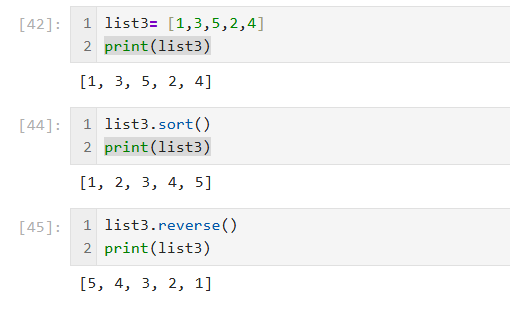 [42]: 1 list3= [1,3,5,2,4]
2 print(list3)
[1, 3, 5, 2, 4]
[44]: 1 list3.sort()
2 print(list3)
[1, 2, 3, 4, 5]
[45]: 1 list3.reverse()
2 print(list3)
[5, 4, 3, 2, 1]